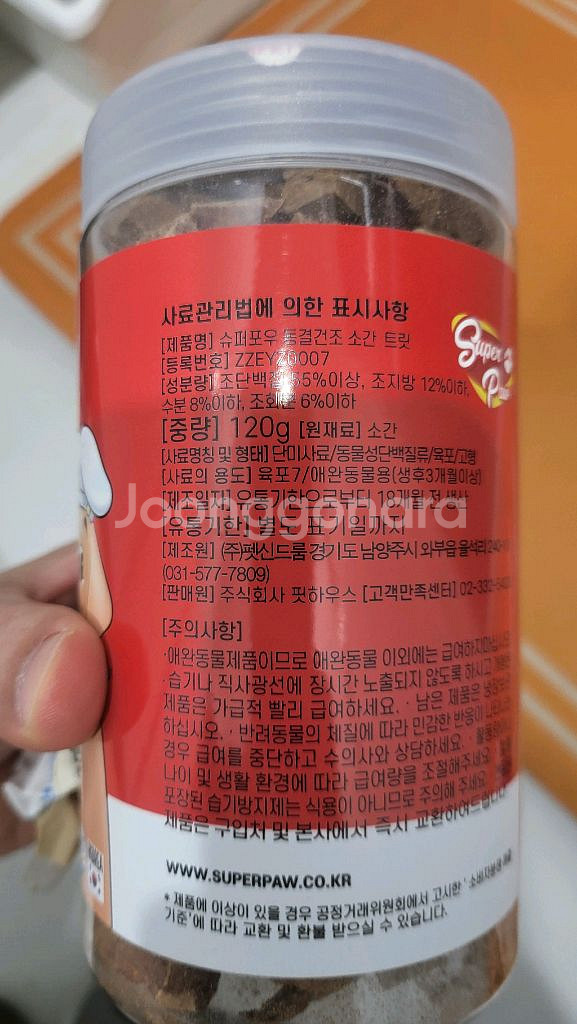 사료관리법에 의한 표시사항
Super Paw
[제품명] 슈퍼포우 동결건조 소간 트릿
[등록번호] ZZEYZ0007
[성분량] 조단백질 55%이상, 조지방 12%이하,
수분 8%이하, 조회분 6%이하
[중량] 120g [원재료] 소간
[사료명칭 및 형태] 단미사료/동물성단백질류/육포/고형
[사료의 용도] 육포7/애완동물용(생후3개월이상)
[제조일자] 유통기한으로부터 18개월 전 생산
Joonggonara
[유통기한] 별도 표기일까지
[제조원] (주)펫신드룸 경기도 남양주시 와부읍 율석리
(031-577-7809)
[판매원] 주식회사 핏하우스 [고객만족센터]
[주의사항]
·애완동물제품이므로 애완동물 이외에는 급여하지마십시오
·습기나 직사광선에 장시간 노출되지 않도록 하시고
제품은 가급적 빨리 급여하세요. · 남은 제품은
하십시오. · 반려동물의 체질에 따라 민감한 반응이
경우 급여를 중단하고 수의사와 상담하세요. ·
나이 및 생활 환경에 따라 급여량을 조절해주세요
포장된 습기방지제는 식용이 아니므로 주의해 주세요
제품은 구입처 및 본사에서 즉시 교환하여드립니다
WWW.SUPERPAW.CO.KR
* 제품에 이상이 있을 경우 공정거래위원회에서 고시한 '소비자분쟁
기준'에 따라 교환 및 환불 받으실 수 있습니다.